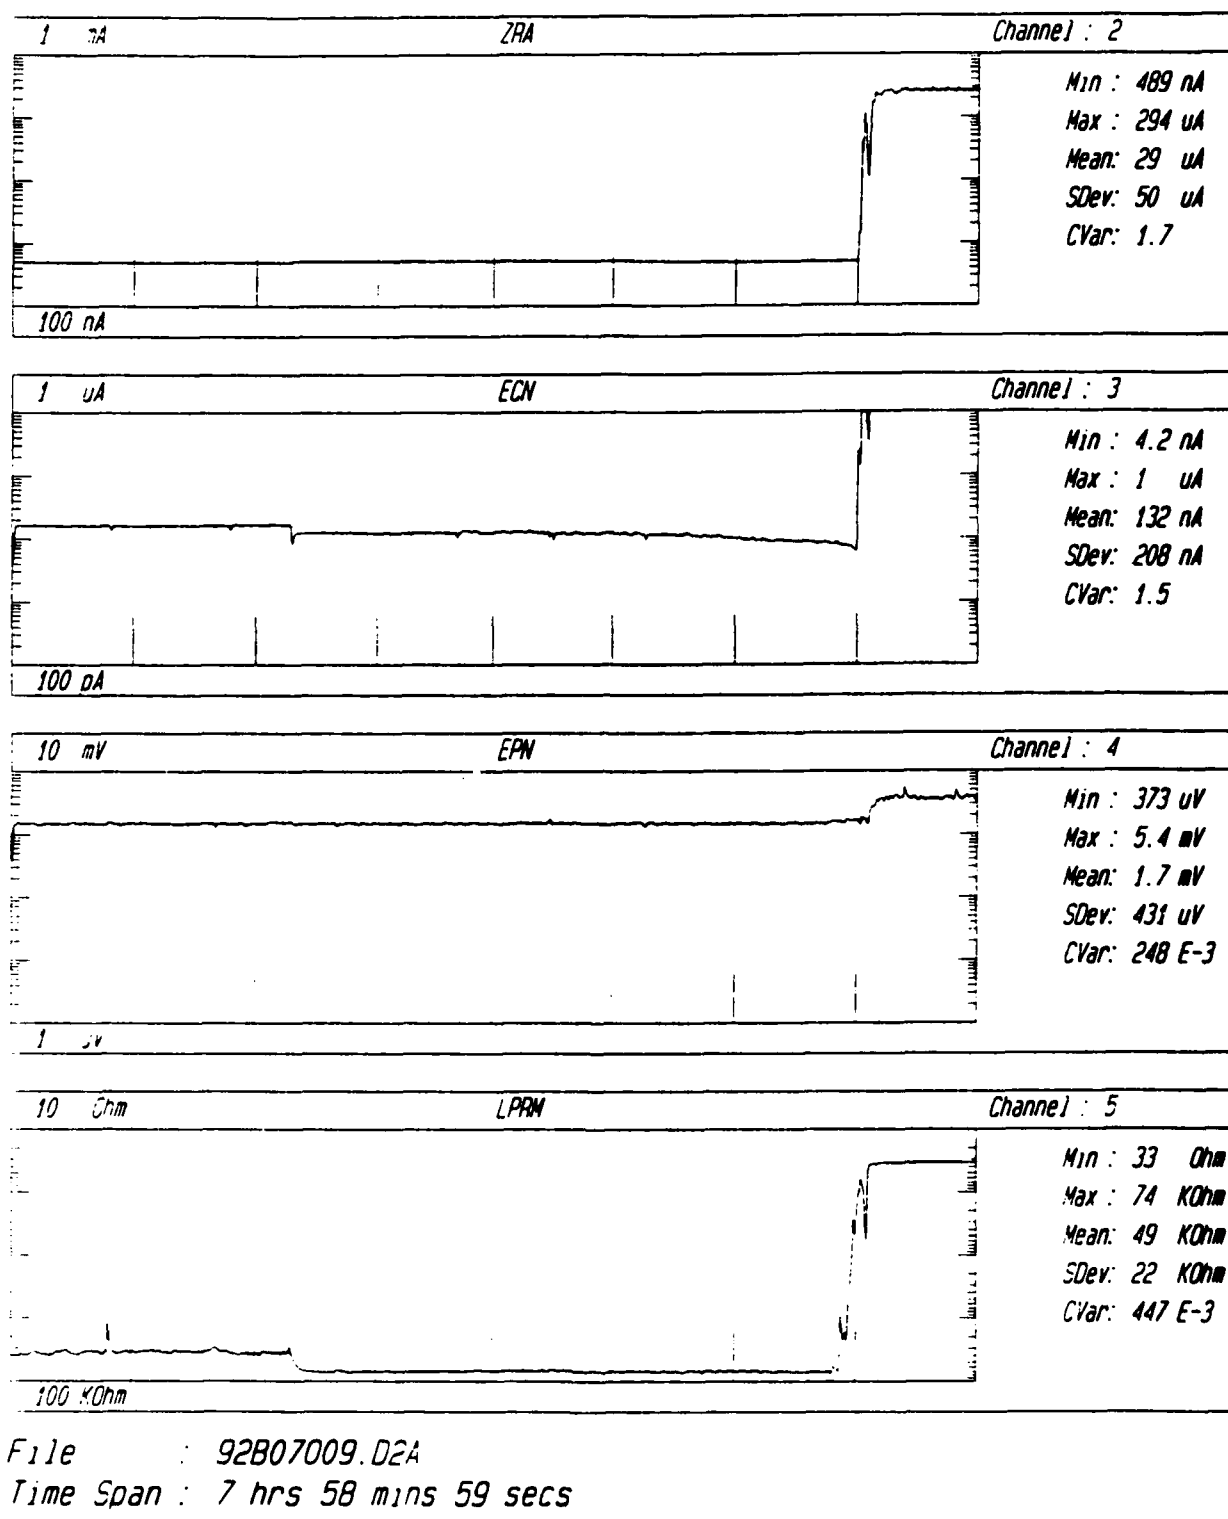 1 mA ZRA Channel : 2
Min : 489 nA
Max : 294 uA
Mean: 29 uA
SDev: 50 uA
CVar: 1.7
100 nA
1 uA ECN Channel : 3
Min : 4.2 nA
Max : 1 uA
Mean: 132 nA
SDev: 208 nA
CVar: 1.5
100 pA
10 mV EPN Channel : 4
Min : 373 uV
Max : 5.4 mV
Mean: 1.7 mV
SDev: 431 uV
CVar: 248 E-3
1 uV
10 Ohm LPRM Channel : 5
Min : 33 Ohm
Max : 74 KOhm
Mean: 49 KOhm
SDev: 22 KOhm
CVar: 447 E-3
100 KOhm
File : 92B07009.D2A
Time Span : 7 hrs 58 mins 59 secs